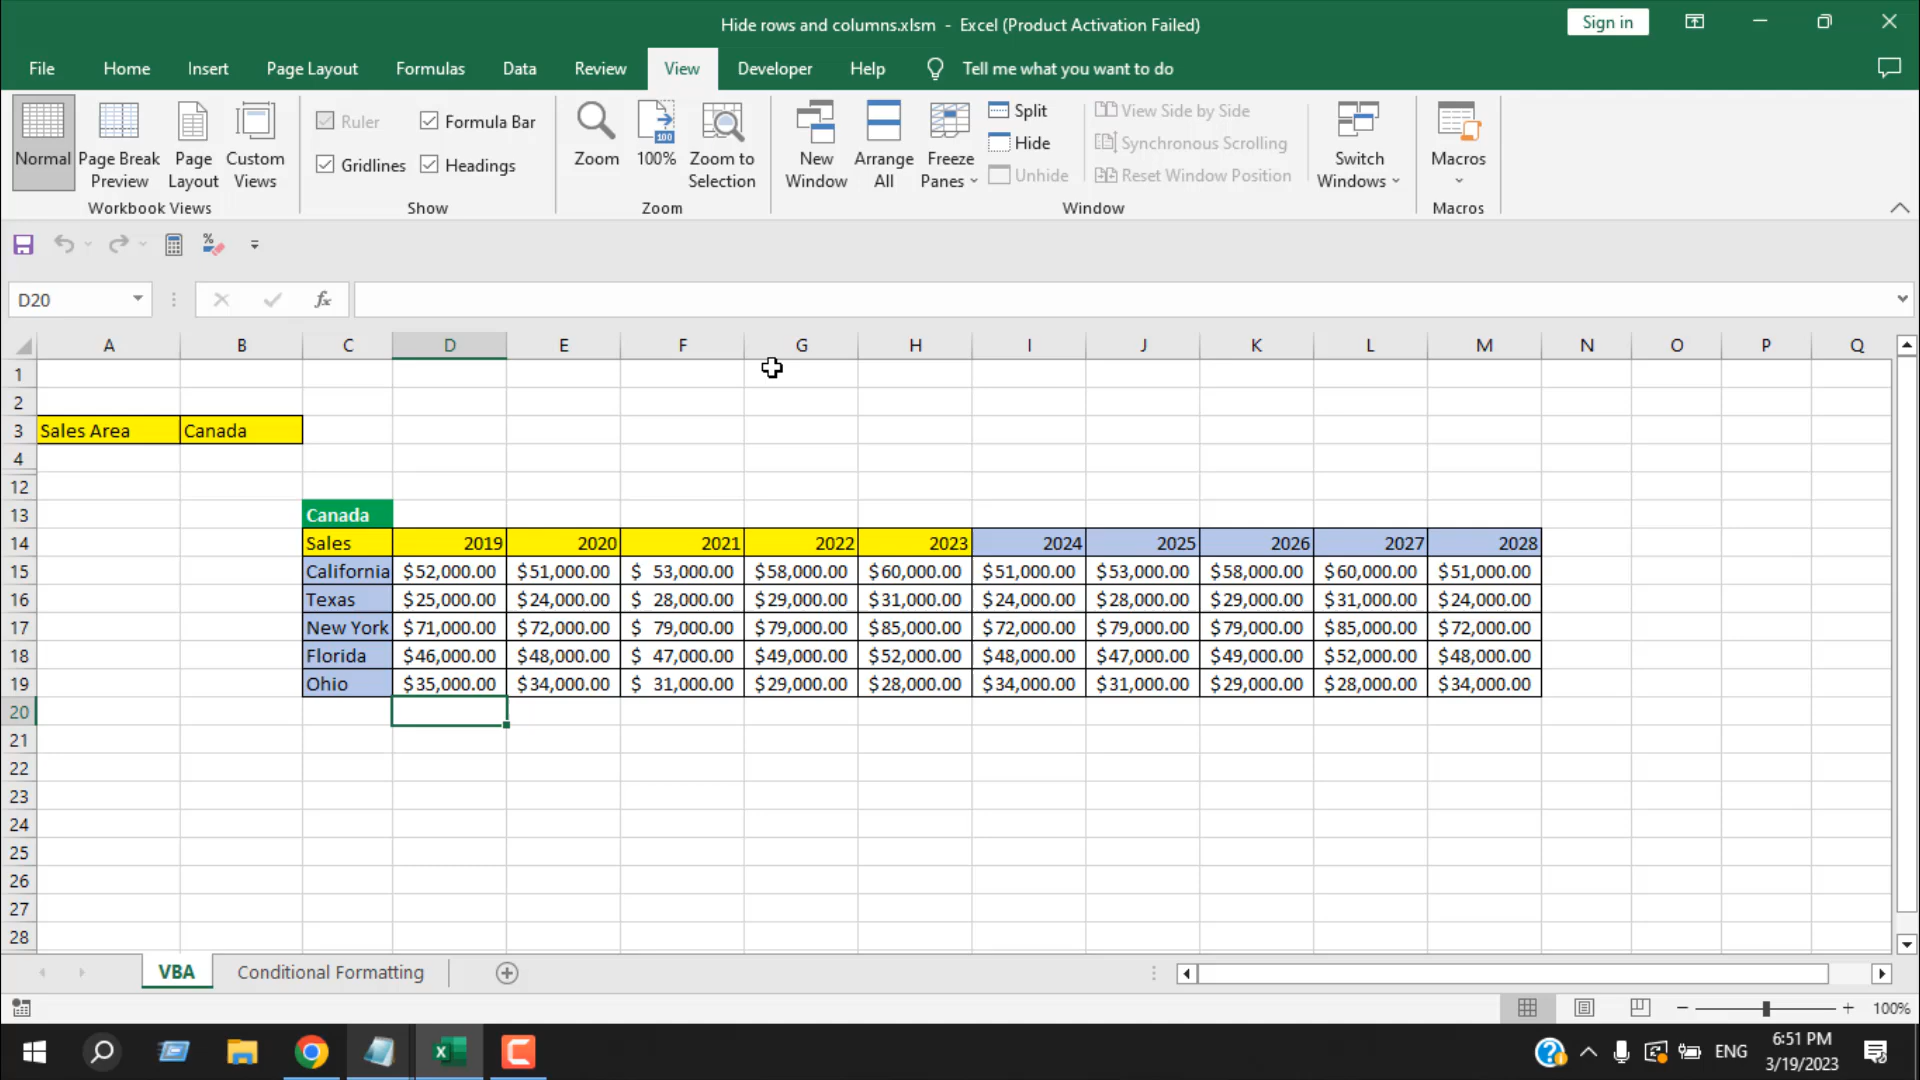 Hide rows and columns.xlsm - Excel (Product Activation Failed)
Sign in
File Home Insert Page Layout Formulas Data Review View Developer Help Tell me what you want to do
Normal
Page Break Preview
Page Layout
Custom Views
Workbook Views
Ruler Formula Bar
Gridlines Headings
Show
Zoom
100
100%
Zoom to Selection
Zoom
New Window
Arrange All
Freeze Panes
Split
Hide
Unhide
View Side by Side
Synchronous Scrolling
Reset Window Position
Window
Switch Windows
Macros
Macros
%
D20 fx
A B C D E F G H I J K L M N O P Q
1
2
3 Sales Area Canada
4
12
13 Canada
14 Sales 2019 2020 2021 2022 2023 2024 2025 2026 2027 2028
15 California $52,000.00 $51,000.00 $ 53,000.00 $58,000.00 $60,000.00 $51,000.00 $53,000.00 $58,000.00 $60,000.00 $51,000.00
16 Texas $25,000.00 $24,000.00 $ 28,000.00 $29,000.00 $31,000.00 $24,000.00 $28,000.00 $29,000.00 $31,000.00 $24,000.00
17 New York $71,000.00 $72,000.00 $ 79,000.00 $79,000.00 $85,000.00 $72,000.00 $79,000.00 $79,000.00 $85,000.00 $72,000.00
18 Florida $46,000.00 $48,000.00 $ 47,000.00 $49,000.00 $52,000.00 $48,000.00 $47,000.00 $49,000.00 $52,000.00 $48,000.00
19 Ohio $35,000.00 $34,000.00 $ 31,000.00 $29,000.00 $28,000.00 $34,000.00 $31,000.00 $29,000.00 $28,000.00 $34,000.00
20
21
22
23
24
25
26
27
28
VBA Conditional Formatting
100%
ENG
6:51 PM
3/19/2023